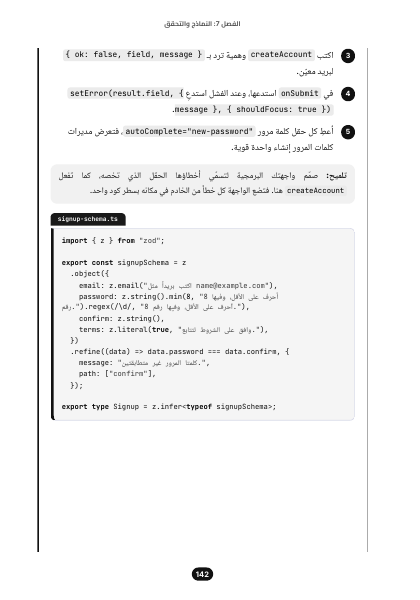 الفصل 7: النماذج والتحقق
3 اكتب createAccount وهمية ترد بـ { ok: false, field, message }
لبريد معيّن.
4 في onSubmit استدعها، وعند الفشل استدعِ setError(result.field, {
message }, { shouldFocus: true }).
5 أعطِ كل حقل كلمة مرور autoComplete="new-password"، فتعرض مديرات
كلمات المرور إنشاء واحدة قوية.
تلميح: صمّم واجهتك البرمجية لتسمّي أخطاؤها الحقل الذي تخصه، كما تفعل
createAccount هنا. فتضع الواجهة كل خطأ من الخادم في مكانه بسطر كود واحد.
signup-schema.ts
import { z } from "zod";
export const signupSchema = z
.object({
email: z.email("اكتب بريداً مثل name@example.com"),
password: z.string().min(8, "8 أحرف على الأقل، وفيها
رقم.").regex(/\d/, "8 أحرف على الأقل، وفيها رقم."),
confirm: z.string(),
terms: z.literal(true, "وافق على الشروط لتتابع."),
})
.refine((data) => data.password === data.confirm, {
message: "كلمتا المرور غير متطابقتين.",
path: ["confirm"],
});
export type Signup = z.infer<typeof signupSchema>;
142